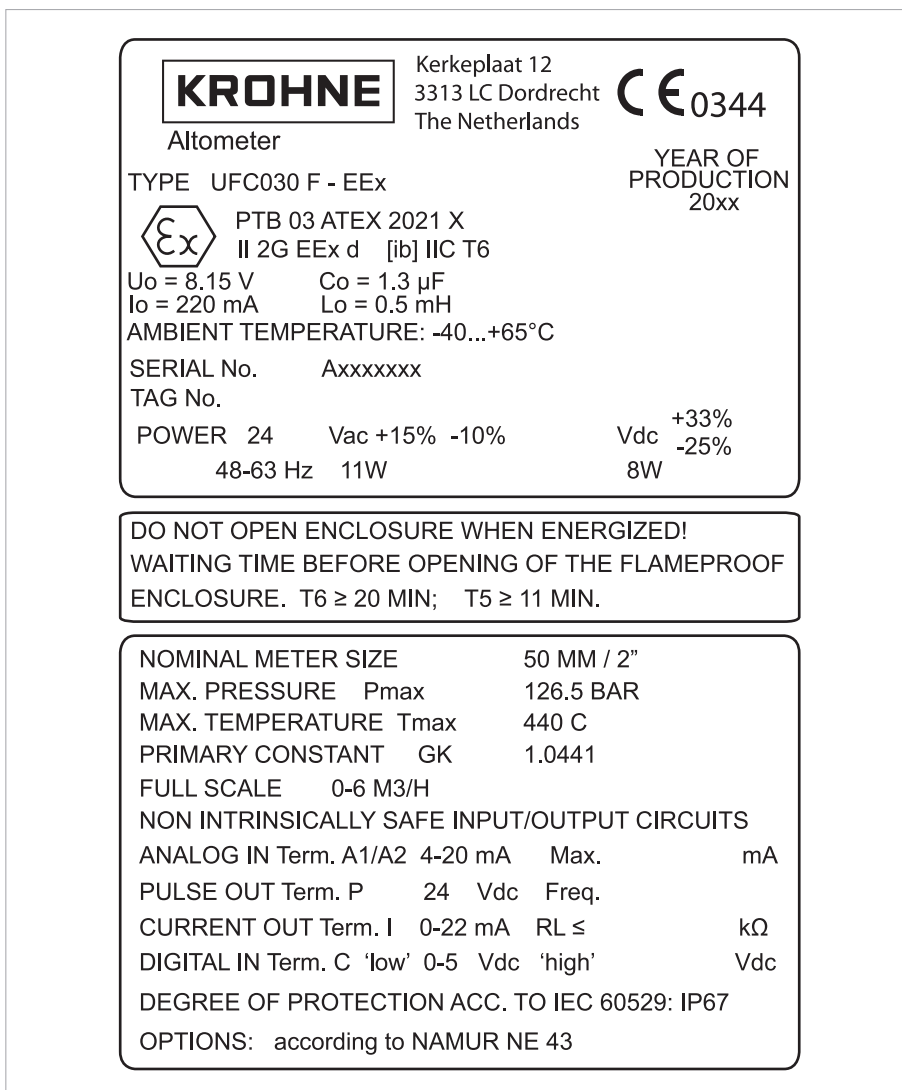 KROHNE
Altometer
Kerkeplaat 12
3313 LC Dordrecht
The Netherlands
CE 0344
YEAR OF
PRODUCTION
20xx
TYPE UFC030 F - EEx
Ex
PTB 03 ATEX 2021 X
II 2G EEx d [ib] IIC T6
Uo = 8.15 V Co = 1.3 µF
Io = 220 mA Lo = 0.5 mH
AMBIENT TEMPERATURE: -40...+65°C
SERIAL No. Axxxxxxx
TAG No.
POWER 24 Vac +15% -10% Vdc +33% -25%
48-63 Hz 11W 8W
DO NOT OPEN ENCLOSURE WHEN ENERGIZED!
WAITING TIME BEFORE OPENING OF THE FLAMEPROOF
ENCLOSURE. T6 ≥ 20 MIN; T5 ≥ 11 MIN.
NOMINAL METER SIZE 50 MM / 2”
MAX. PRESSURE Pmax 126.5 BAR
MAX. TEMPERATURE Tmax 440 C
PRIMARY CONSTANT GK 1.0441
FULL SCALE 0-6 M3/H
NON INTRINSICALLY SAFE INPUT/OUTPUT CIRCUITS
ANALOG IN Term. A1/A2 4-20 mA Max. mA
PULSE OUT Term. P 24 Vdc Freq.
CURRENT OUT Term. I 0-22 mA RL ≤ kΩ
DIGITAL IN Term. C ‘low’ 0-5 Vdc ‘high’ Vdc
DEGREE OF PROTECTION ACC. TO IEC 60529: IP67
OPTIONS: according to NAMUR NE 43